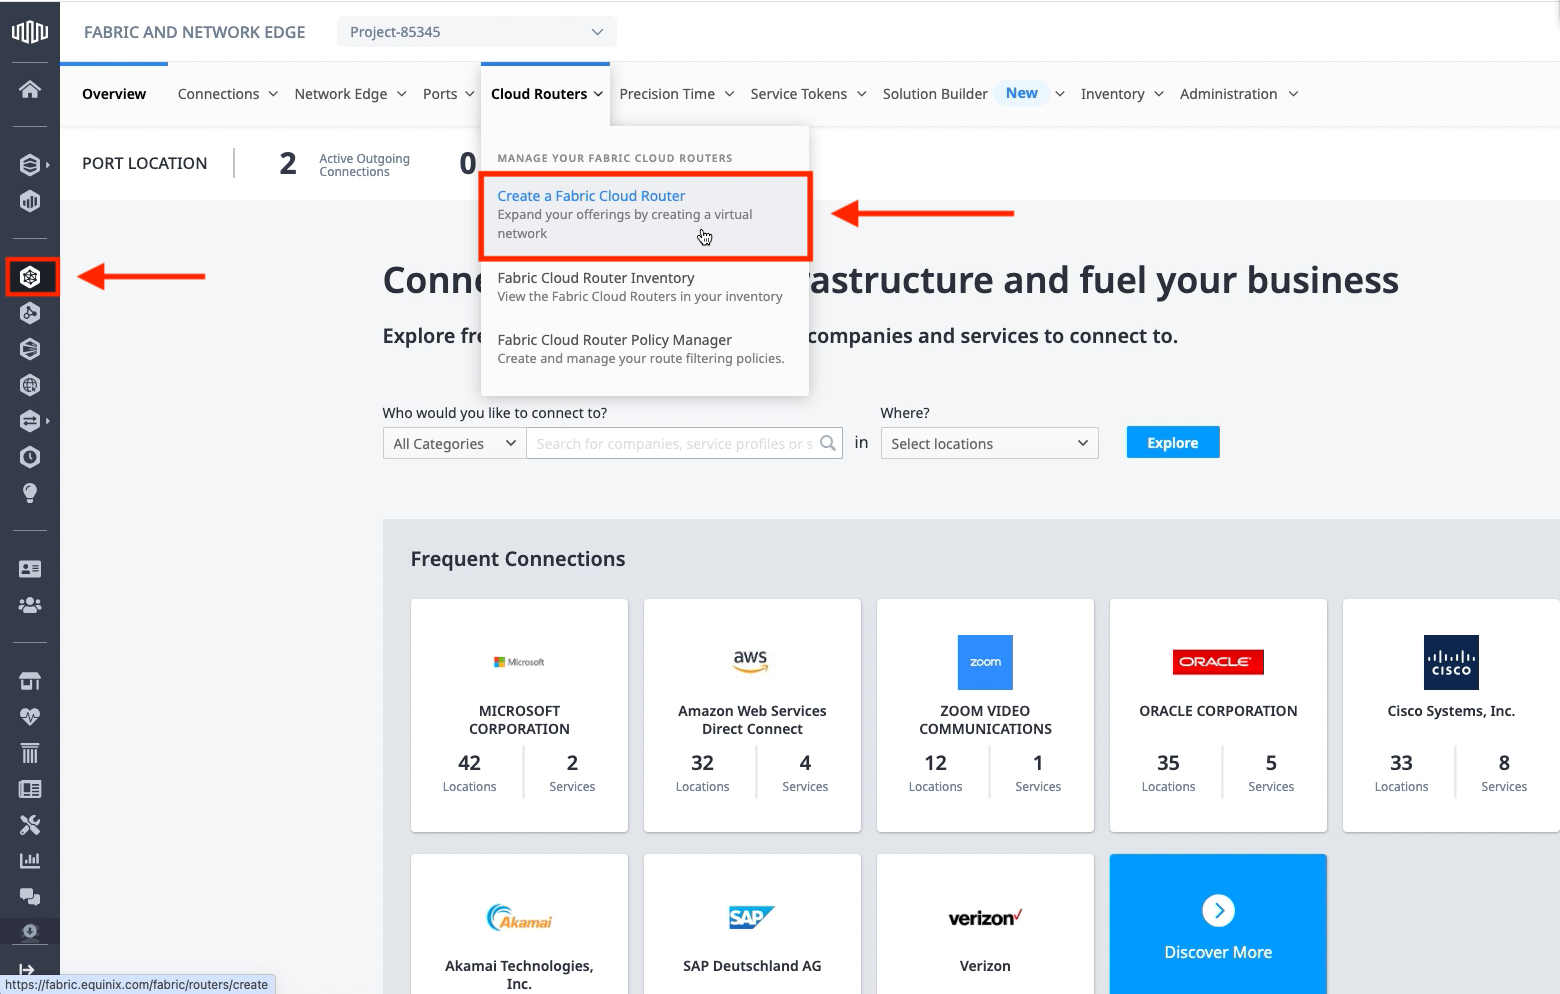 FABRIC AND NETWORK EDGE
Project-85345
Overview
Connections
Network Edge
Ports
Cloud Routers
Precision Time
Service Tokens
Solution Builder
New
Inventory
Administration
PORT LOCATION
2
Active Outgoing
Connections
0
MANAGE YOUR FABRIC CLOUD ROUTERS
Create a Fabric Cloud Router
Expand your offerings by creating a virtual
network
Fabric Cloud Router Inventory
View the Fabric Cloud Routers in your inventory
Fabric Cloud Router Policy Manager
Create and manage your route filtering policies.
Conne
rastructure and fuel your business
Explore fre
companies and services to connect to.
Who would you like to connect to?
Where?
All Categories
Search for companies, service profiles or s
in
Select locations
Explore
Frequent Connections
Microsoft
MICROSOFT
CORPORATION
42
Locations
2
Services
aws
Amazon Web Services
Direct Connect
32
Locations
4
Services
zoom
ZOOM VIDEO
COMMUNICATIONS
12
Locations
1
Services
ORACLE
ORACLE CORPORATION
35
Locations
5
Services
CISCO
Cisco Systems, Inc.
33
Locations
8
Services
Akamai
Akamai Technologies,
Inc.
SAP
SAP Deutschland AG
verizon
Verizon
Discover More
https://fabric.equinix.com/fabric/routers/create